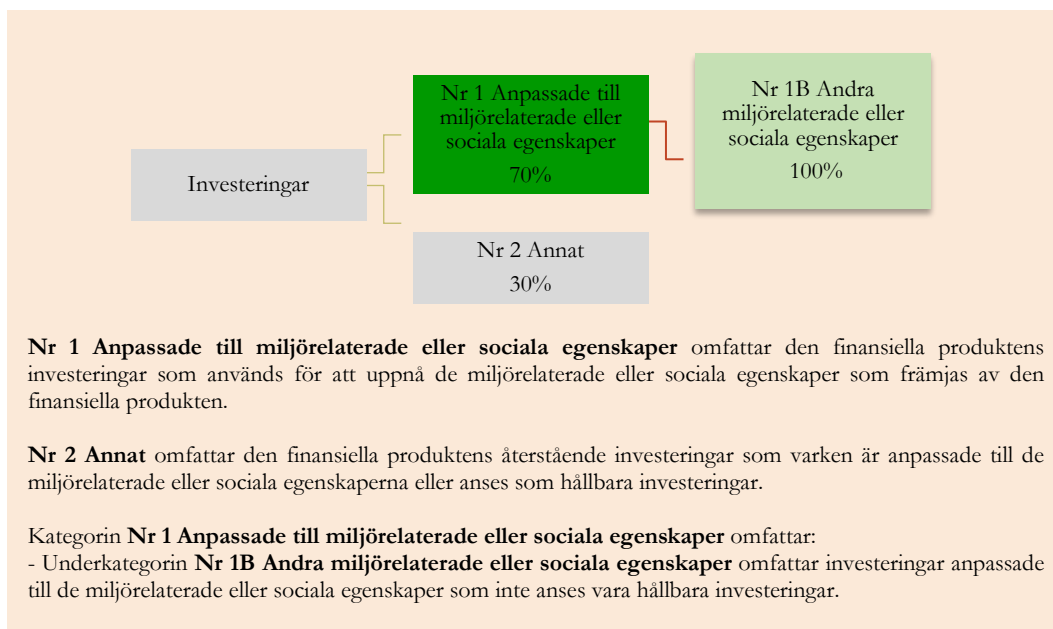 Nr 1 Anpassade till
miljörelaterade eller
sociala egenskaper
70%
Nr 1B Andra
miljörelaterade eller
sociala egenskaper
100%
Investeringar
Nr 2 Annat
30%
Nr 1 Anpassade till miljörelaterade eller sociala egenskaper omfattar den finansiella produktens
investeringar som används för att uppnå de miljörelaterade eller sociala egenskaper som främjas av den
finansiella produkten.
Nr 2 Annat omfattar den finansiella produktens återstående investeringar som varken är anpassade till de
miljörelaterade eller sociala egenskaperna eller anses som hållbara investeringar.
Kategorin Nr 1 Anpassade till miljörelaterade eller sociala egenskaper omfattar:
- Underkategorin Nr 1B Andra miljörelaterade eller sociala egenskaper omfattar investeringar anpassade
till de miljörelaterade eller sociala egenskaper som inte anses vara hållbara investeringar.